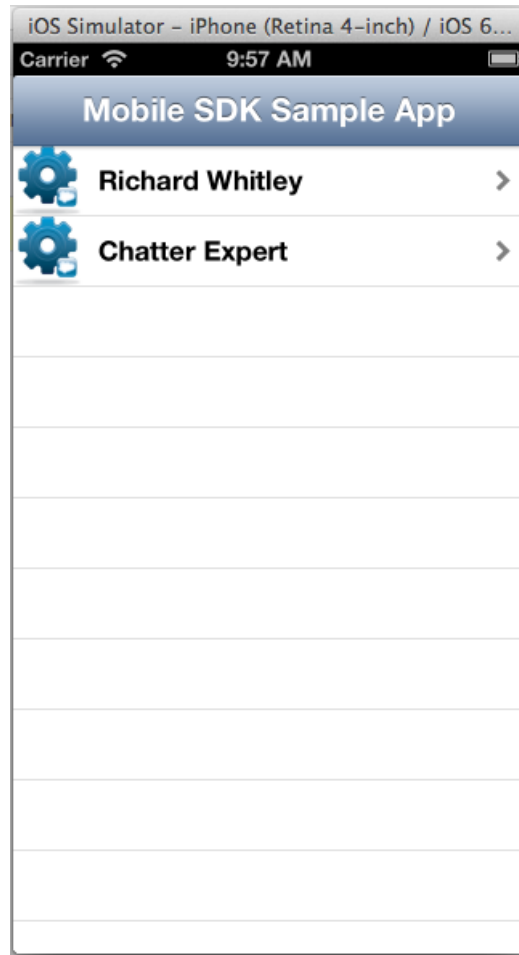 iOS Simulator – iPhone (Retina 4-inch) / iOS 6...
Carrier 9:57 AM
Mobile SDK Sample App
Richard Whitley
Chatter Expert